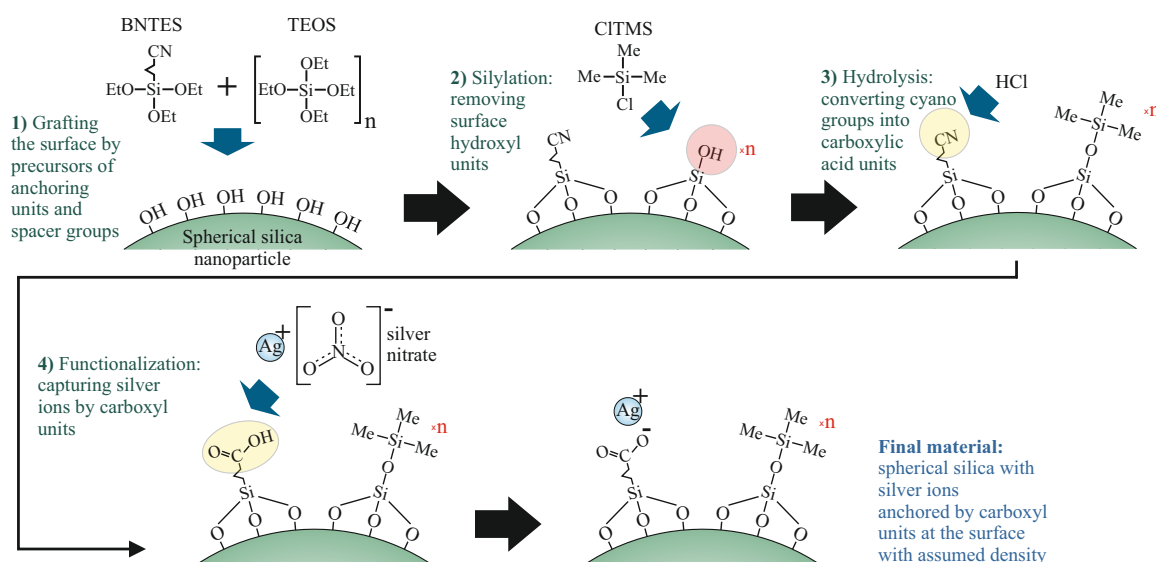 BNTES
TEOS
CN
EtO—Si—OEt
OEt
+
OEt
EtO—Si—OEt
OEt
n
1) Grafting
the surface by
precursors of
anchoring
units and
spacer groups
OH OH OH OH OH OH
Spherical silica
nanoparticle
2) Silylation:
removing
surface
hydroxyl
units
ClTMS
Me
Me—Si—Me
Cl
CN
OH
×n
Si
Si
O O O O O O
3) Hydrolysis:
converting cyano
groups into
carboxylic
acid units
HCl
CN
Me
×n
Me—Si—Me
O
Si
Si
O O O O O O
4) Functionalization:
capturing silver
ions by carboxyl
units
Ag
+
O
N
O O
-
silver
nitrate
O=C OH
Me
×n
Me—Si—Me
O
Si
Si
O O O O O O
Ag
+
O
-
O C
Me
×n
Me—Si—Me
O
Si
Si
O O O O O O
Final material:
spherical silica with
silver ions
anchored by carboxyl
units at the surface
with assumed density